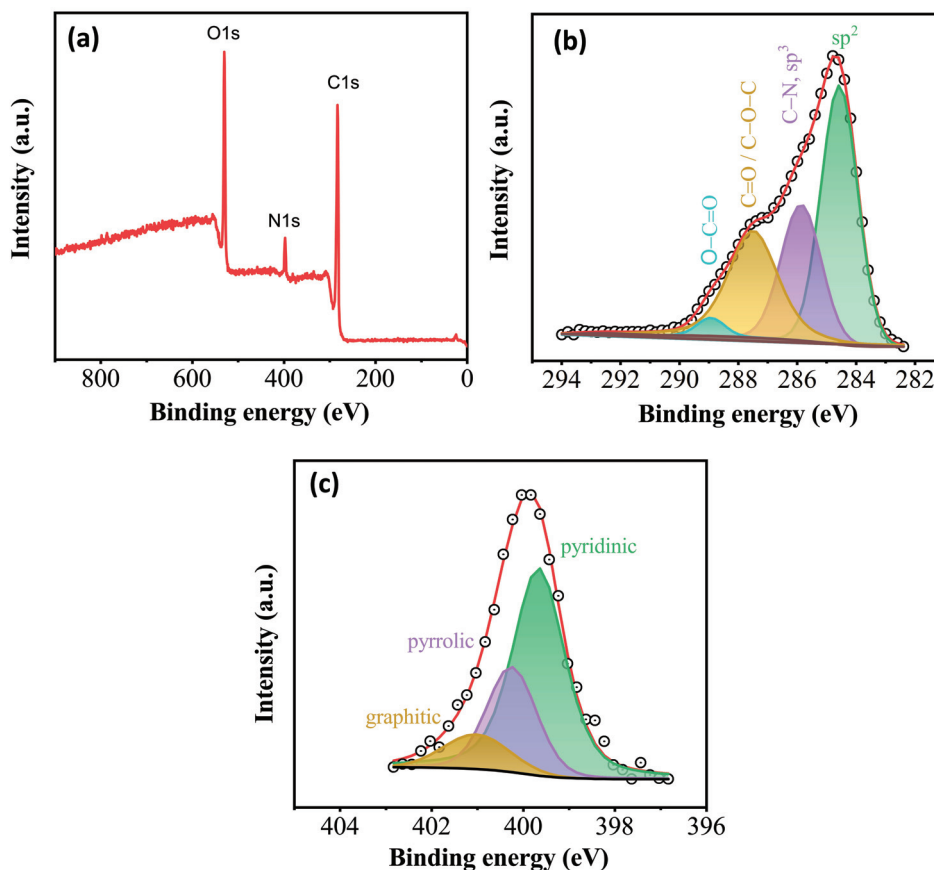 (a)
O1s
C1s
N1s
Intensity (a.u.)
800 600 400 200 0
Binding energy (eV)
(b)
sp²
C−N, sp³
C=O / C−O−C
O−C=O
Intensity (a.u.)
294 292 290 288 286 284 282
Binding energy (eV)
(c)
pyridinic
pyrrolic
graphitic
Intensity (a.u.)
404 402 400 398 396
Binding energy (eV)